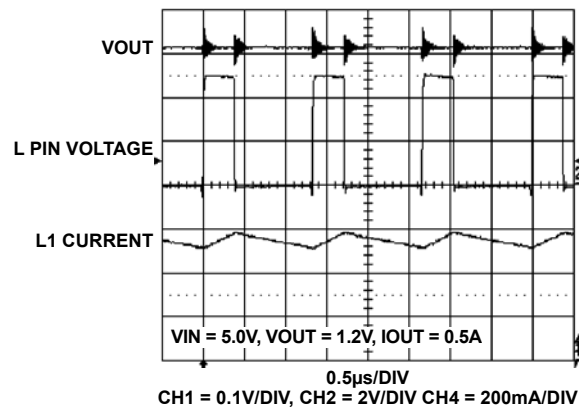 VOUT
L PIN VOLTAGE
L1 CURRENT
VIN = 5.0V, VOUT = 1.2V, IOUT = 0.5A
0.5µs/DIV
CH1 = 0.1V/DIV, CH2 = 2V/DIV CH4 = 200mA/DIV